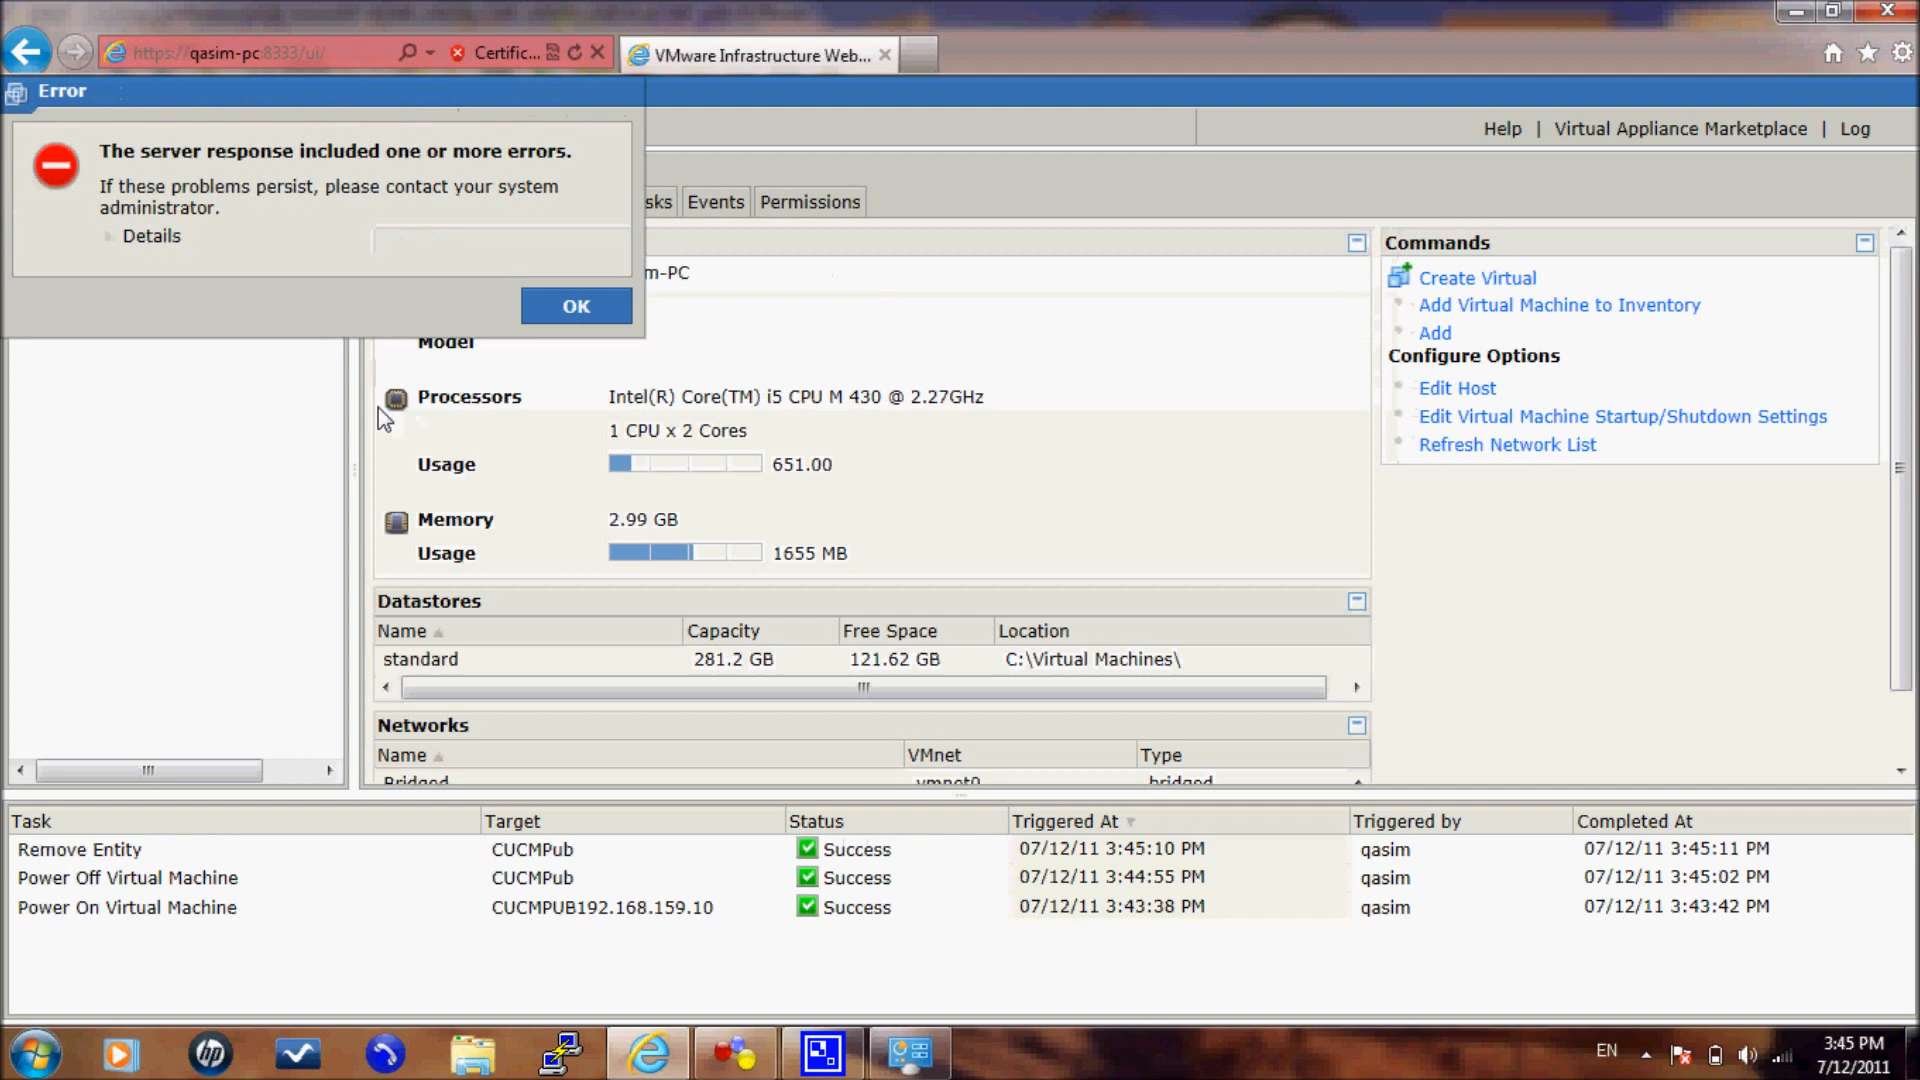 https://qasim-pc:8333/ui/
Certific...
VMware Infrastructure Web...
Error
Help | Virtual Appliance Marketplace | Log
The server response included one or more errors.
If these problems persist, please contact your system
administrator.
Details
OK
sks Events Permissions
m-PC
Model
Processors Intel(R) Core(TM) i5 CPU M 430 @ 2.27GHz
1 CPU x 2 Cores
Usage 651.00
Memory 2.99 GB
Usage 1655 MB
Commands
Create Virtual
Add Virtual Machine to Inventory
Add
Configure Options
Edit Host
Edit Virtual Machine Startup/Shutdown Settings
Refresh Network List
Datastores
Name Capacity Free Space Location
standard 281.2 GB 121.62 GB C:\Virtual Machines\
Networks
Name VMnet Type
Bridged vmnet0 bridged
Task Target Status Triggered At Triggered by Completed At
Remove Entity CUCMPub Success 07/12/11 3:45:10 PM qasim 07/12/11 3:45:11 PM
Power Off Virtual Machine CUCMPub Success 07/12/11 3:44:55 PM qasim 07/12/11 3:45:02 PM
Power On Virtual Machine CUCMPUB192.168.159.10 Success 07/12/11 3:43:38 PM qasim 07/12/11 3:43:42 PM
hp
EN
3:45 PM
7/12/2011